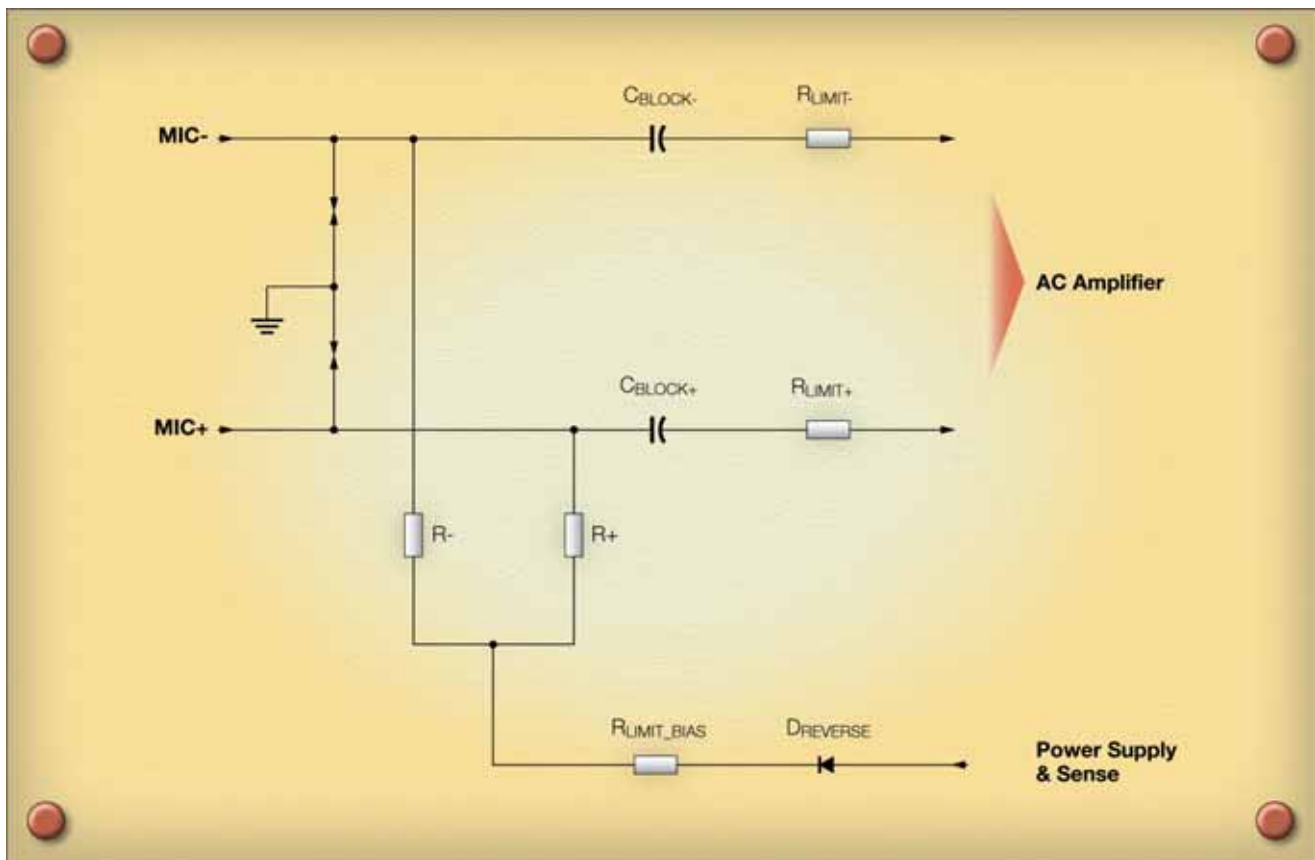 CBLOCK-
RLIMIT-
MIC-
AC Amplifier
CBLOCK+
RLIMIT+
MIC+
R-
R+
RLIMIT_BIAS
DREVERSE
Power Supply
& Sense